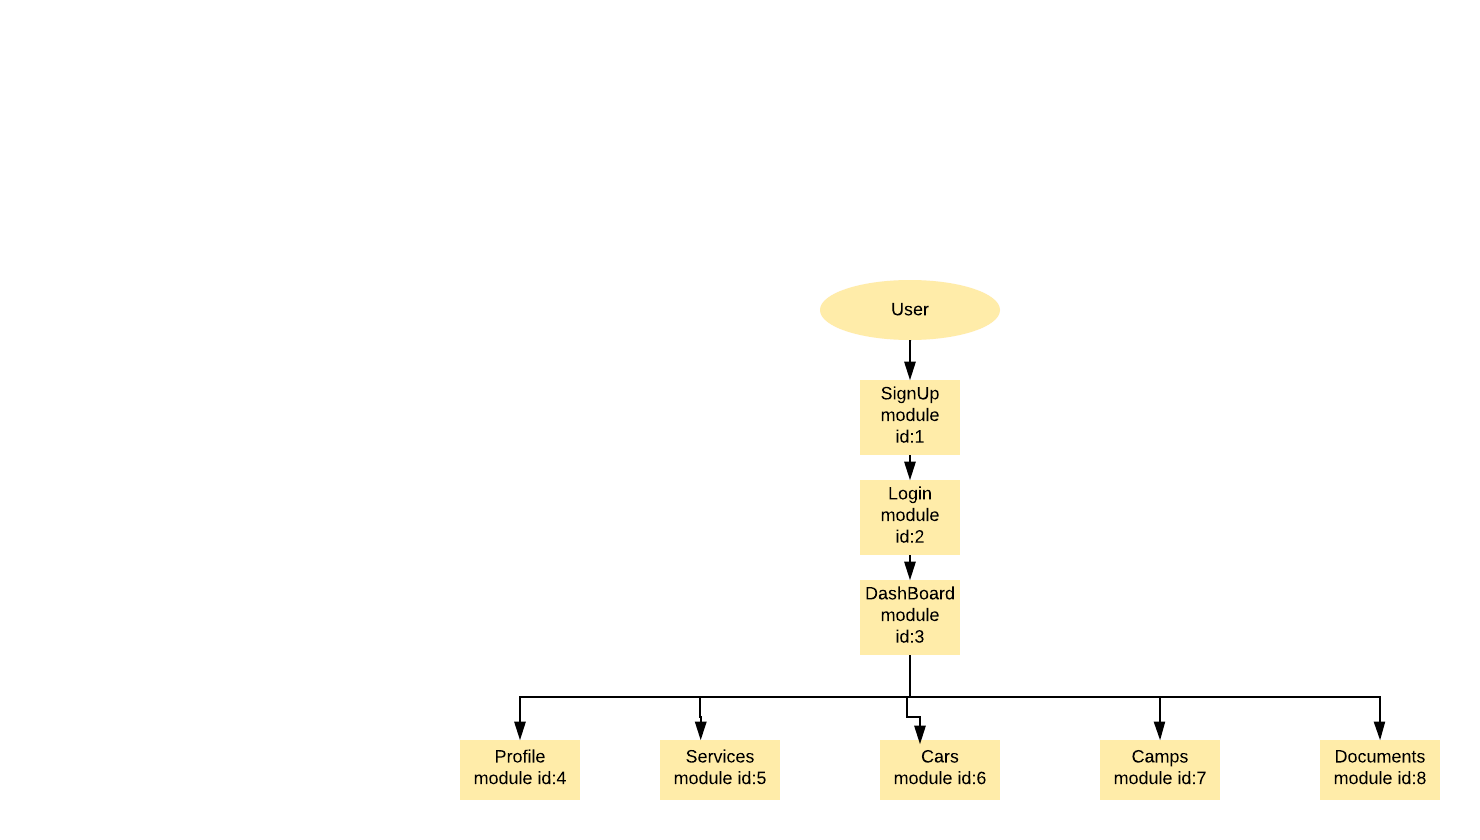 User
SignUp
module
id:1
Login
module
id:2
DashBoard
module
id:3
Profile
module id:4
Services
module id:5
Cars
module id:6
Camps
module id:7
Documents
module id:8